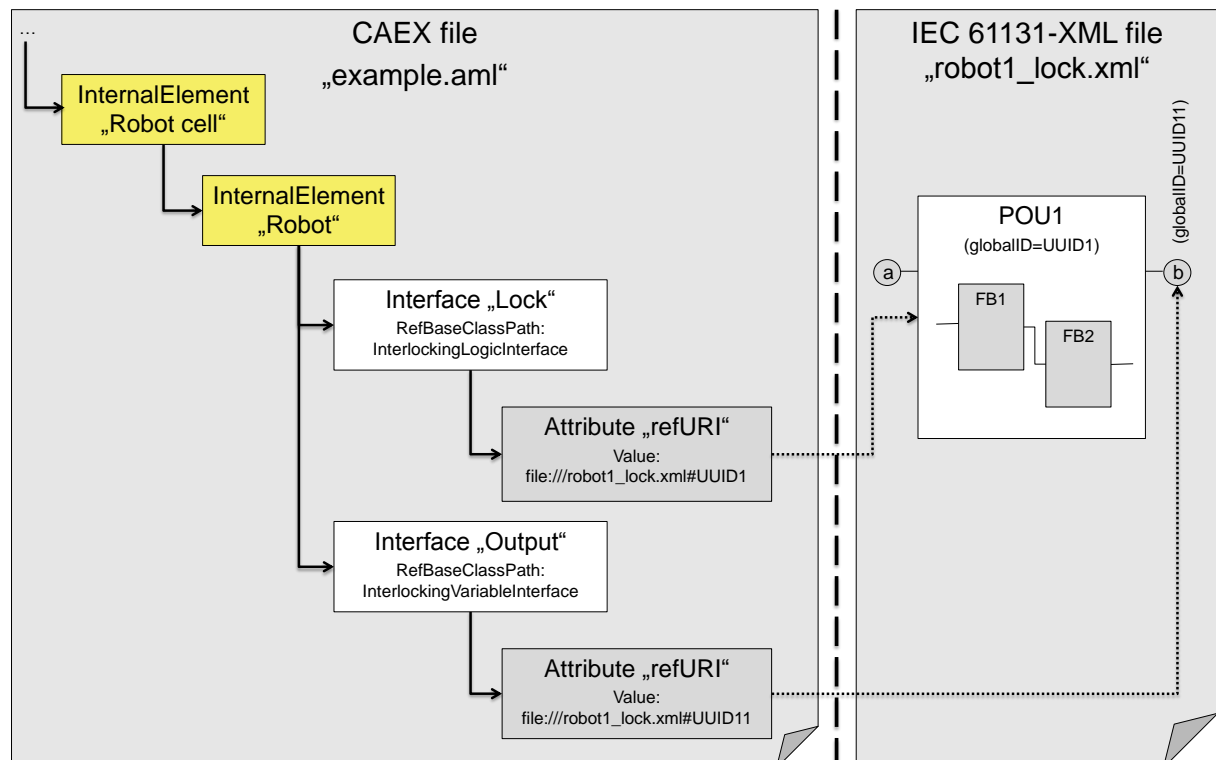 ...
CAEX file
„example.aml“
InternalElement
„Robot cell“
InternalElement
„Robot“
Interface „Lock“
RefBaseClassPath:
InterlockingLogicInterface
Attribute „refURI“
Value:
file:///robot1_lock.xml#UUID1
Interface „Output“
RefBaseClassPath:
InterlockingVariableInterface
Attribute „refURI“
Value:
file:///robot1_lock.xml#UUID11
IEC 61131-XML file
„robot1_lock.xml“
(globalID=UUID11)
POU1
(globalID=UUID1)
a
b
FB1
FB2